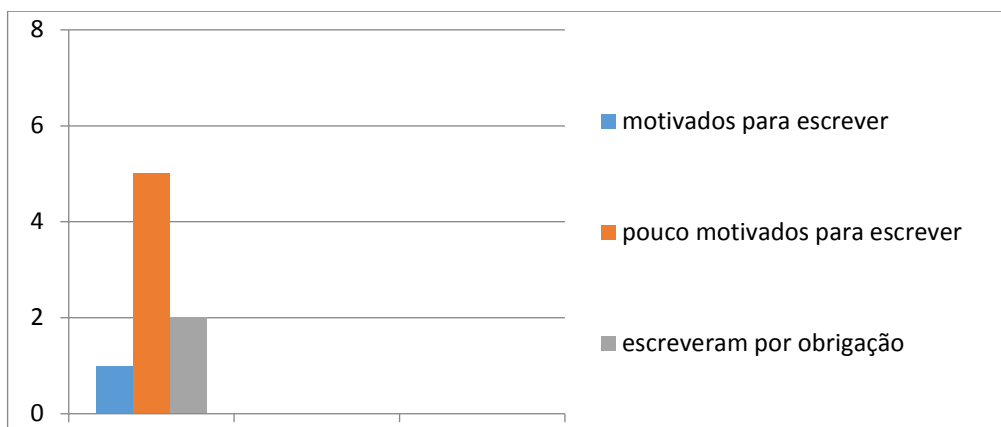 8
6
4
2
0
motivados para escrever
pouco motivados para escrever
escreveram por obrigação